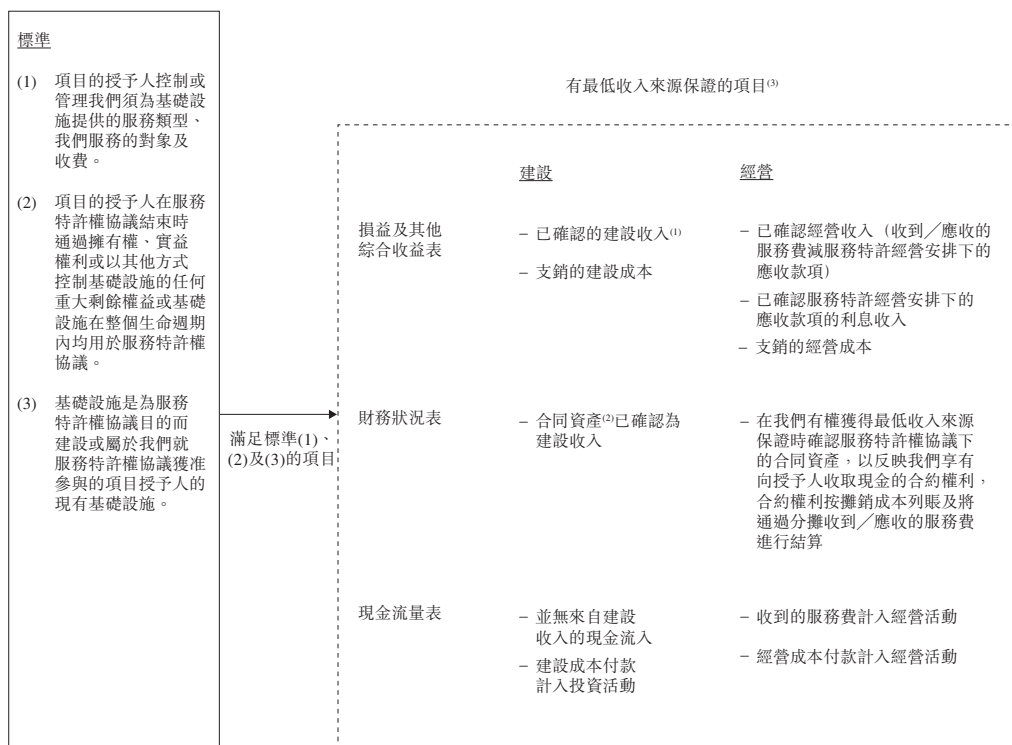 標準
(1) 項目的授予人控制或
管理我們須為基礎設
施提供的服務類型、
我們服務的對象及
收費。
(2) 項目的授予人在服務
特許權協議結束時
通過擁有權、實益
權利或以其他方式
控制基礎設施的任何
重大剩餘權益或基礎
設施在整個生命週期
內均用於服務特許權
協議。
(3) 基礎設施是為服務
特許權協議目的而
建設或屬於我們就
服務特許權協議獲准
參與的項目授予人的
現有基礎設施。
滿足標準(1)、
(2)及(3)的項目
有最低收入來源保證的項目(3)
建設
經營
損益及其他
綜合收益表
– 已確認的建設收入(1)
– 支銷的建設成本
– 已確認經營收入（收到╱應收的
服務費減服務特許經營安排下的
應收款項）
– 已確認服務特許經營安排下的
應收款項的利息收入
– 支銷的經營成本
財務狀況表
– 合同資產(2)已確認為
建設收入
– 在我們有權獲得最低收入來源
保證時確認服務特許權協議下
的合同資產，以反映我們享有
向授予人收取現金的合約權利，
合約權利按攤銷成本列賬及將
通過分攤收到╱應收的服務費
進行結算
現金流量表
– 並無來自建設
收入的現金流入
– 建設成本付款
計入投資活動
– 收到的服務費計入經營活動
– 經營成本付款計入經營活動